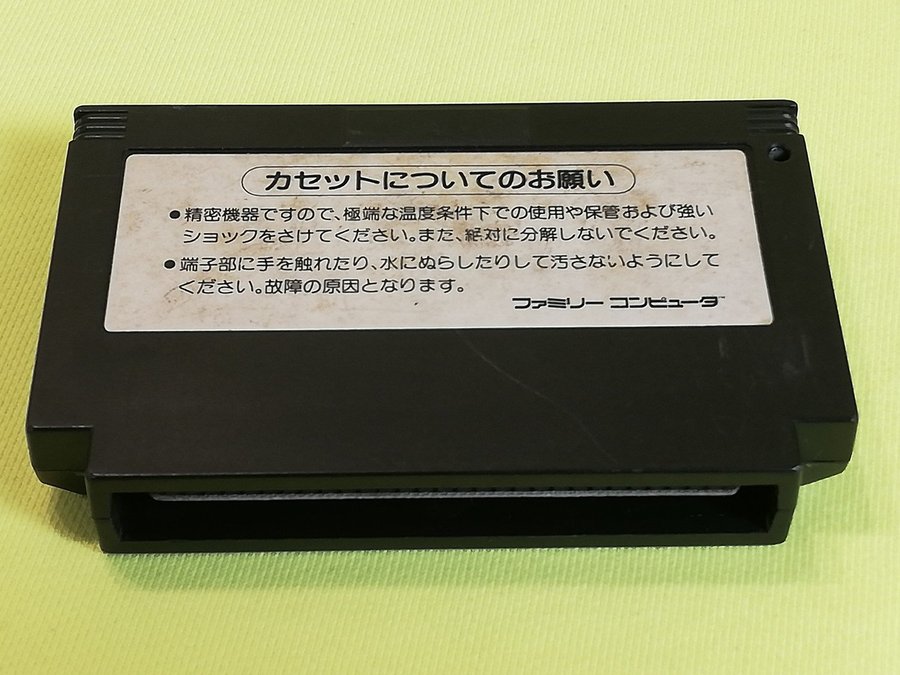 カセットについてのお願い
●精密機器ですので、極端な温度条件下での使用や保管および強い
ショックをさけてください。また、絶対に分解しないでください。
●端子部に手を触れたり、水にぬらしたりして汚さないようにして
ください。故障の原因となります。
ファミリー コンピュータ™